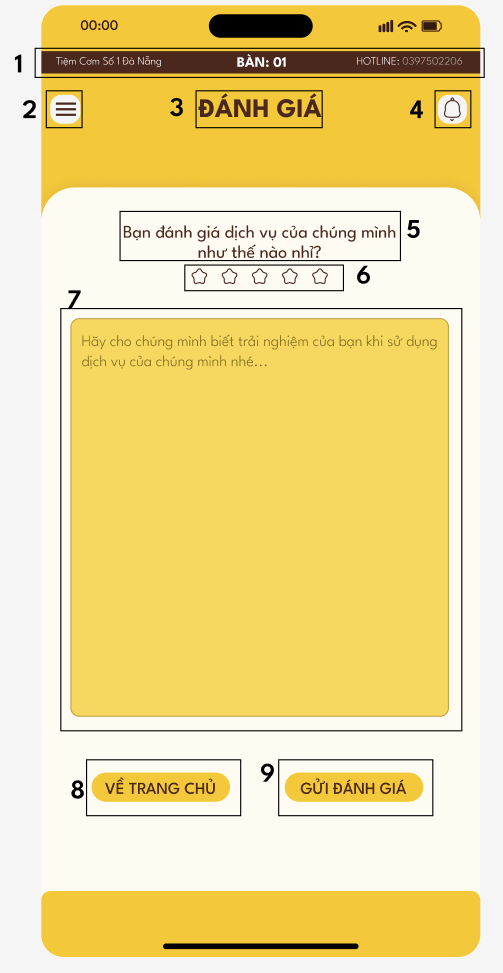 00:00
1 Tiệm Cơm Số 1 Đà Nẵng BÀN: 01 HOTLINE: 0397502206
2 3 ĐÁNH GIÁ 4
Bạn đánh giá dịch vụ của chúng mình 5
như thế nào nhỉ?
6
7
Hãy cho chúng mình biết trải nghiệm của bạn khi sử dụng
dịch vụ của chúng mình nhé...
8 VỀ TRANG CHỦ 9 GỬI ĐÁNH GIÁ